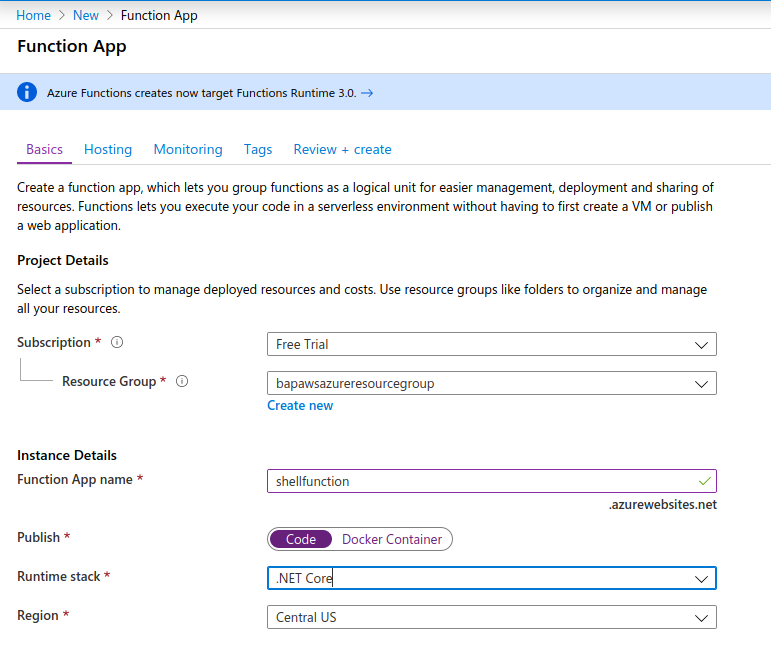 Home > New > Function App
Function App
Azure Functions creates now target Functions Runtime 3.0. →
Basics Hosting Monitoring Tags Review + create
Create a function app, which lets you group functions as a logical unit for easier management, deployment and sharing of
resources. Functions lets you execute your code in a serverless environment without having to first create a VM or publish
a web application.
Project Details
Select a subscription to manage deployed resources and costs. Use resource groups like folders to organize and manage
all your resources.
Subscription * Free Trial
Resource Group * bapawsazureresourcegroup
Create new
Instance Details
Function App name * shellfunction
.azurewebsites.net
Publish * Code Docker Container
Runtime stack * .NET Core
Region * Central US